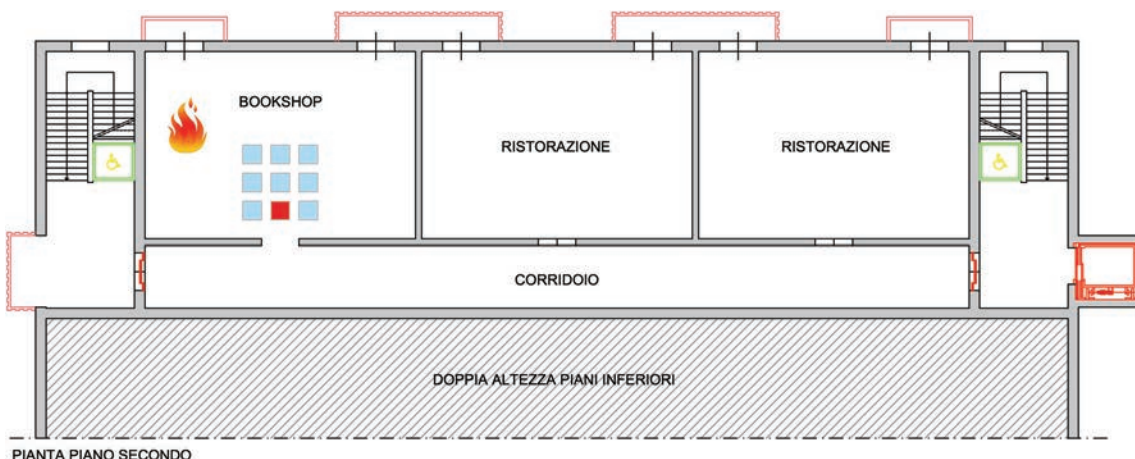 BOOKSHOP
RISTORAZIONE
RISTORAZIONE
CORRIDOIO
DOPPIA ALTEZZA PIANI INFERIORI
PIANTA PIANO SECONDO